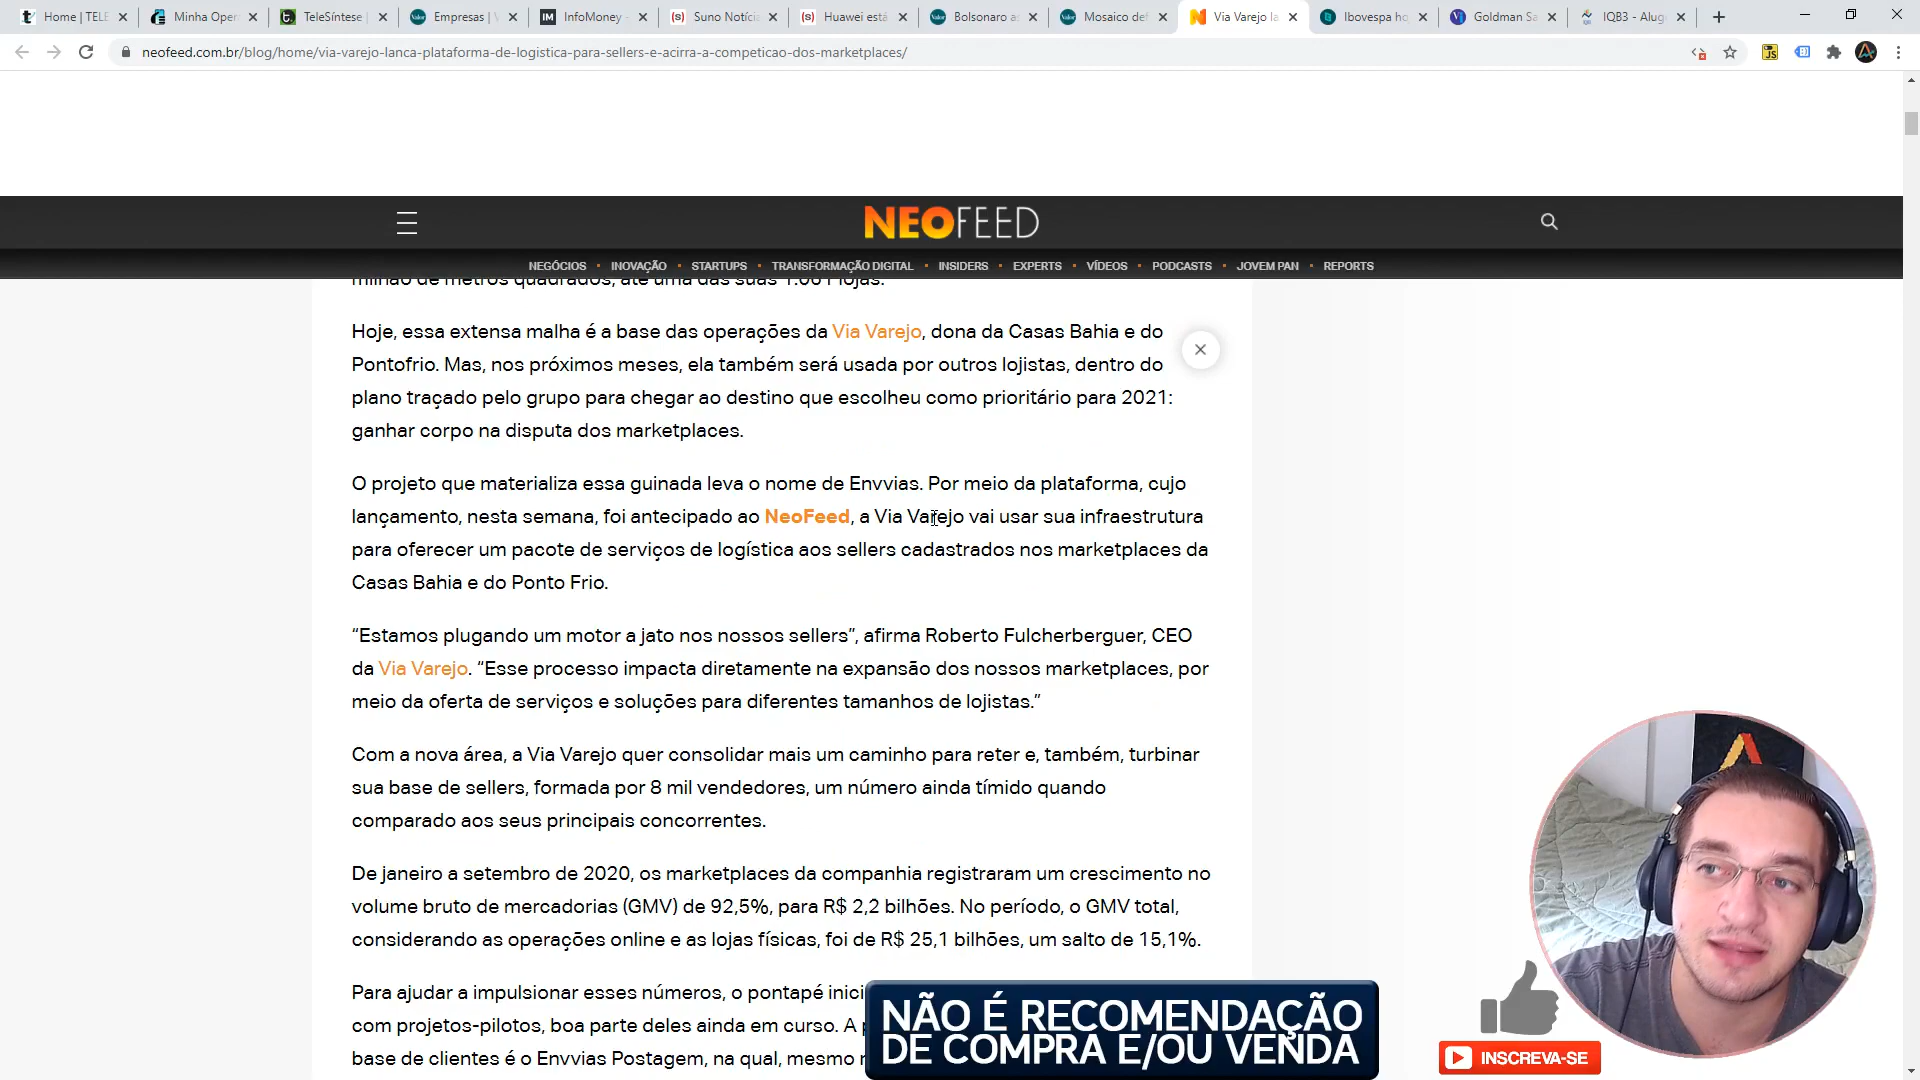 Home | TELE
Minha Oper
TeleSíntese |
Empresas | V
InfoMoney -
Suno Notícia
Huawei está
Bolsonaro as
Mosaico def
Via Varejo la
Ibovespa ho
Goldman Sa
IQB3 - Alug
neofeed.com.br/blog/home/via-varejo-lanca-plataforma-de-logistica-para-sellers-e-acirra-a-competicao-dos-marketplaces/
NEOFEED
NEGÓCIOS • INOVAÇÃO • STARTUPS • TRANSFORMAÇÃO DIGITAL • INSIDERS • EXPERTS • VÍDEOS • PODCASTS • JOVEM PAN • REPORTS
milhão de metros quadrados, até uma das suas 1.061 lojas.
Hoje, essa extensa malha é a base das operações da Via Varejo, dona da Casas Bahia e do
Pontofrio. Mas, nos próximos meses, ela também será usada por outros lojistas, dentro do
plano traçado pelo grupo para chegar ao destino que escolheu como prioritário para 2021:
ganhar corpo na disputa dos marketplaces.
O projeto que materializa essa guinada leva o nome de Envvias. Por meio da plataforma, cujo
lançamento, nesta semana, foi antecipado ao NeoFeed, a Via Varejo vai usar sua infraestrutura
para oferecer um pacote de serviços de logística aos sellers cadastrados nos marketplaces da
Casas Bahia e do Ponto Frio.
“Estamos plugando um motor a jato nos nossos sellers”, afirma Roberto Fulcherberguer, CEO
da Via Varejo. “Esse processo impacta diretamente na expansão dos nossos marketplaces, por
meio da oferta de serviços e soluções para diferentes tamanhos de lojistas.”
Com a nova área, a Via Varejo quer consolidar mais um caminho para reter e, também, turbinar
sua base de sellers, formada por 8 mil vendedores, um número ainda tímido quando
comparado aos seus principais concorrentes.
De janeiro a setembro de 2020, os marketplaces da companhia registraram um crescimento no
volume bruto de mercadorias (GMV) de 92,5%, para R$ 2,2 bilhões. No período, o GMV total,
considerando as operações online e as lojas físicas, foi de R$ 25,1 bilhões, um salto de 15,1%.
Para ajudar a impulsionar esses números, o pontapé inici
com projetos-pilotos, boa parte deles ainda em curso. A p
base de clientes é o Envvias Postagem, na qual, mesmo
NÃO É RECOMENDAÇÃO
DE COMPRA E/OU VENDA
INSCREVA-SE